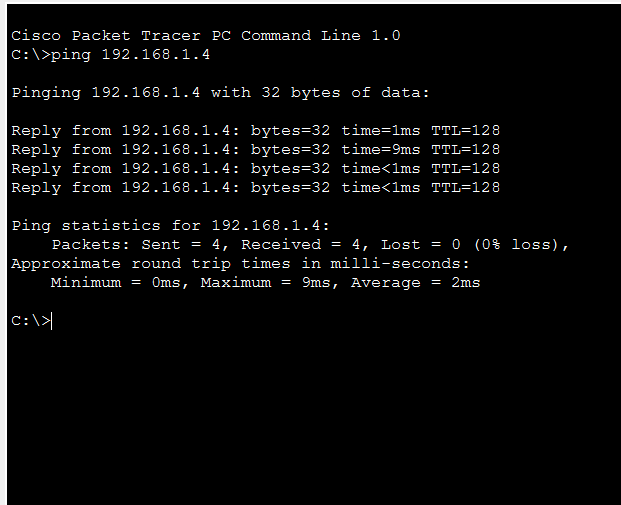 Cisco Packet Tracer PC Command Line 1.0
C:\>ping 192.168.1.4
Pinging 192.168.1.4 with 32 bytes of data:
Reply from 192.168.1.4: bytes=32 time=1ms TTL=128
Reply from 192.168.1.4: bytes=32 time=9ms TTL=128
Reply from 192.168.1.4: bytes=32 time<1ms TTL=128
Reply from 192.168.1.4: bytes=32 time<1ms TTL=128
Ping statistics for 192.168.1.4:
Packets: Sent = 4, Received = 4, Lost = 0 (0% loss),
Approximate round trip times in milli-seconds:
Minimum = 0ms, Maximum = 9ms, Average = 2ms
C:\>